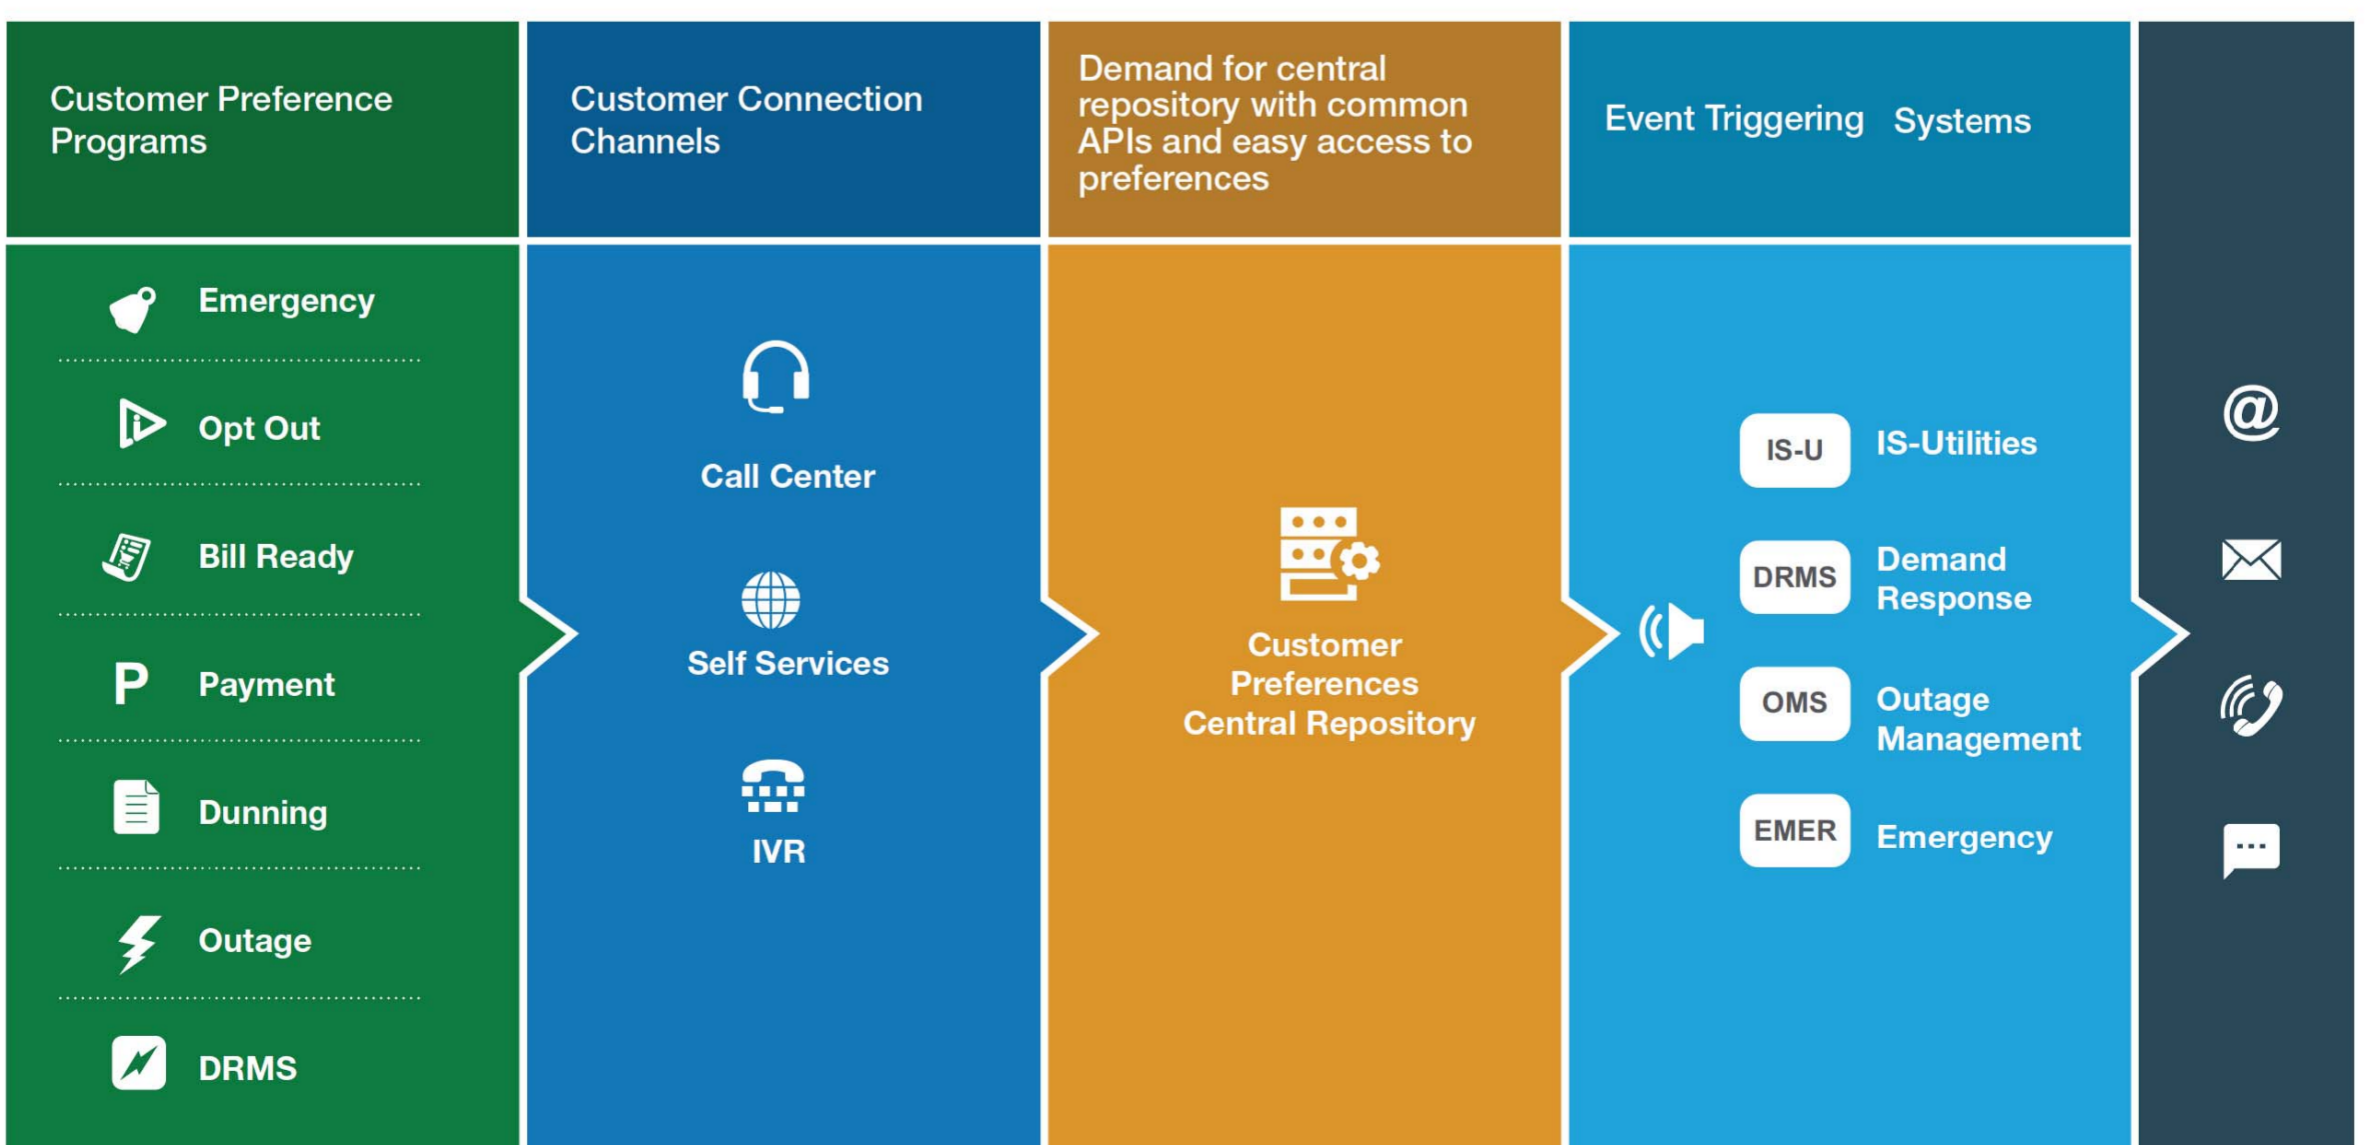 Customer Preference
Programs
Emergency
Opt Out
Bill Ready
P
Payment
Dunning
Outage
DRMS
Customer Connection
Channels
Call Center
Self Services
IVR
Demand for central
repository with common
APIs and easy access to
preferences
Customer
Preferences
Central Repository
Event Triggering Systems
IS-U
IS-Utilities
DRMS
Demand
Response
OMS
Outage
Management
EMER
Emergency
@